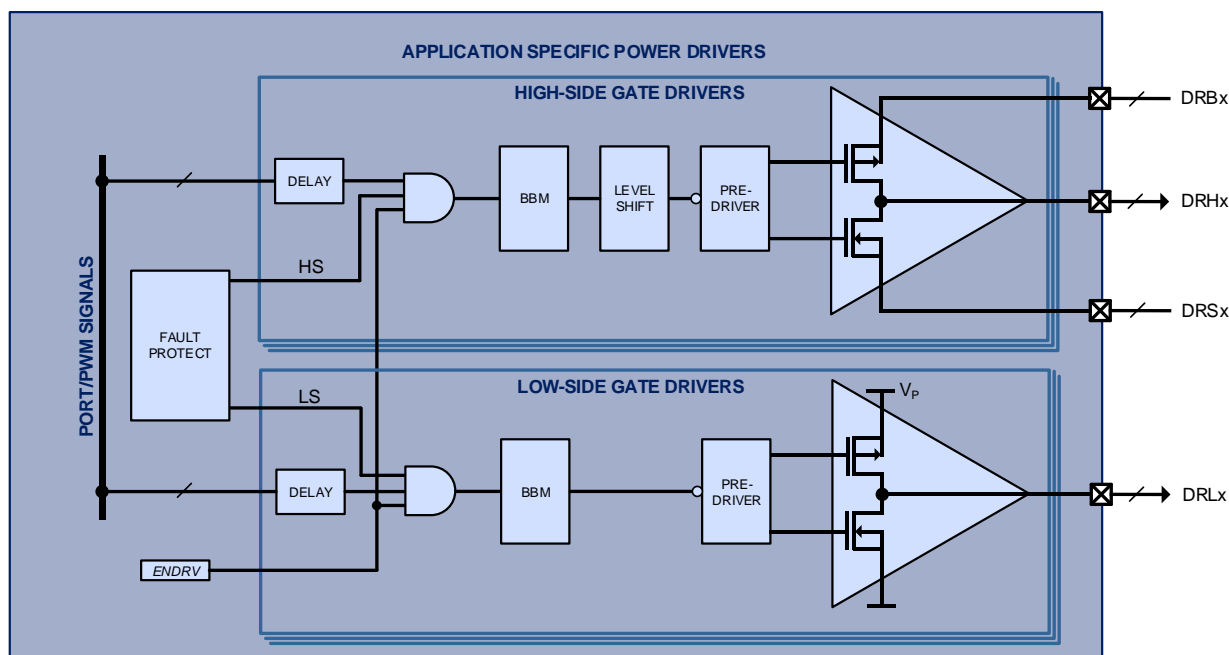 APPLICATION SPECIFIC POWER DRIVERS
HIGH-SIDE GATE DRIVERS
DRBx
DELAY
BBM
LEVEL
SHIFT
PRE-
DRIVER
DRHx
HS
PORT/PWM SIGNALS
FAULT
PROTECT
DRSx
LOW-SIDE GATE DRIVERS
LS
VP
DELAY
BBM
PRE-
DRIVER
DRLx
ENDRV